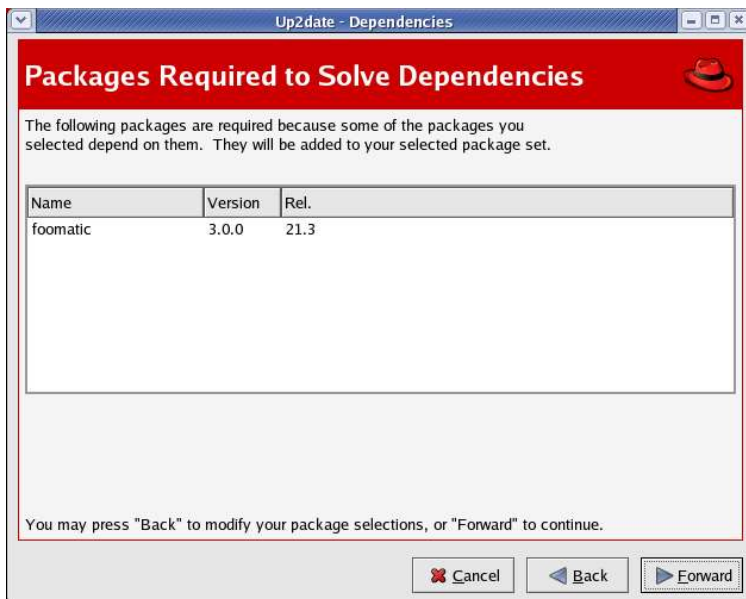 Up2date - Dependencies
Packages Required to Solve Dependencies
The following packages are required because some of the packages you
selected depend on them. They will be added to your selected package set.
Name Version Rel.
foomatic 3.0.0 21.3
You may press "Back" to modify your package selections, or "Forward" to continue.
Cancel Back Forward